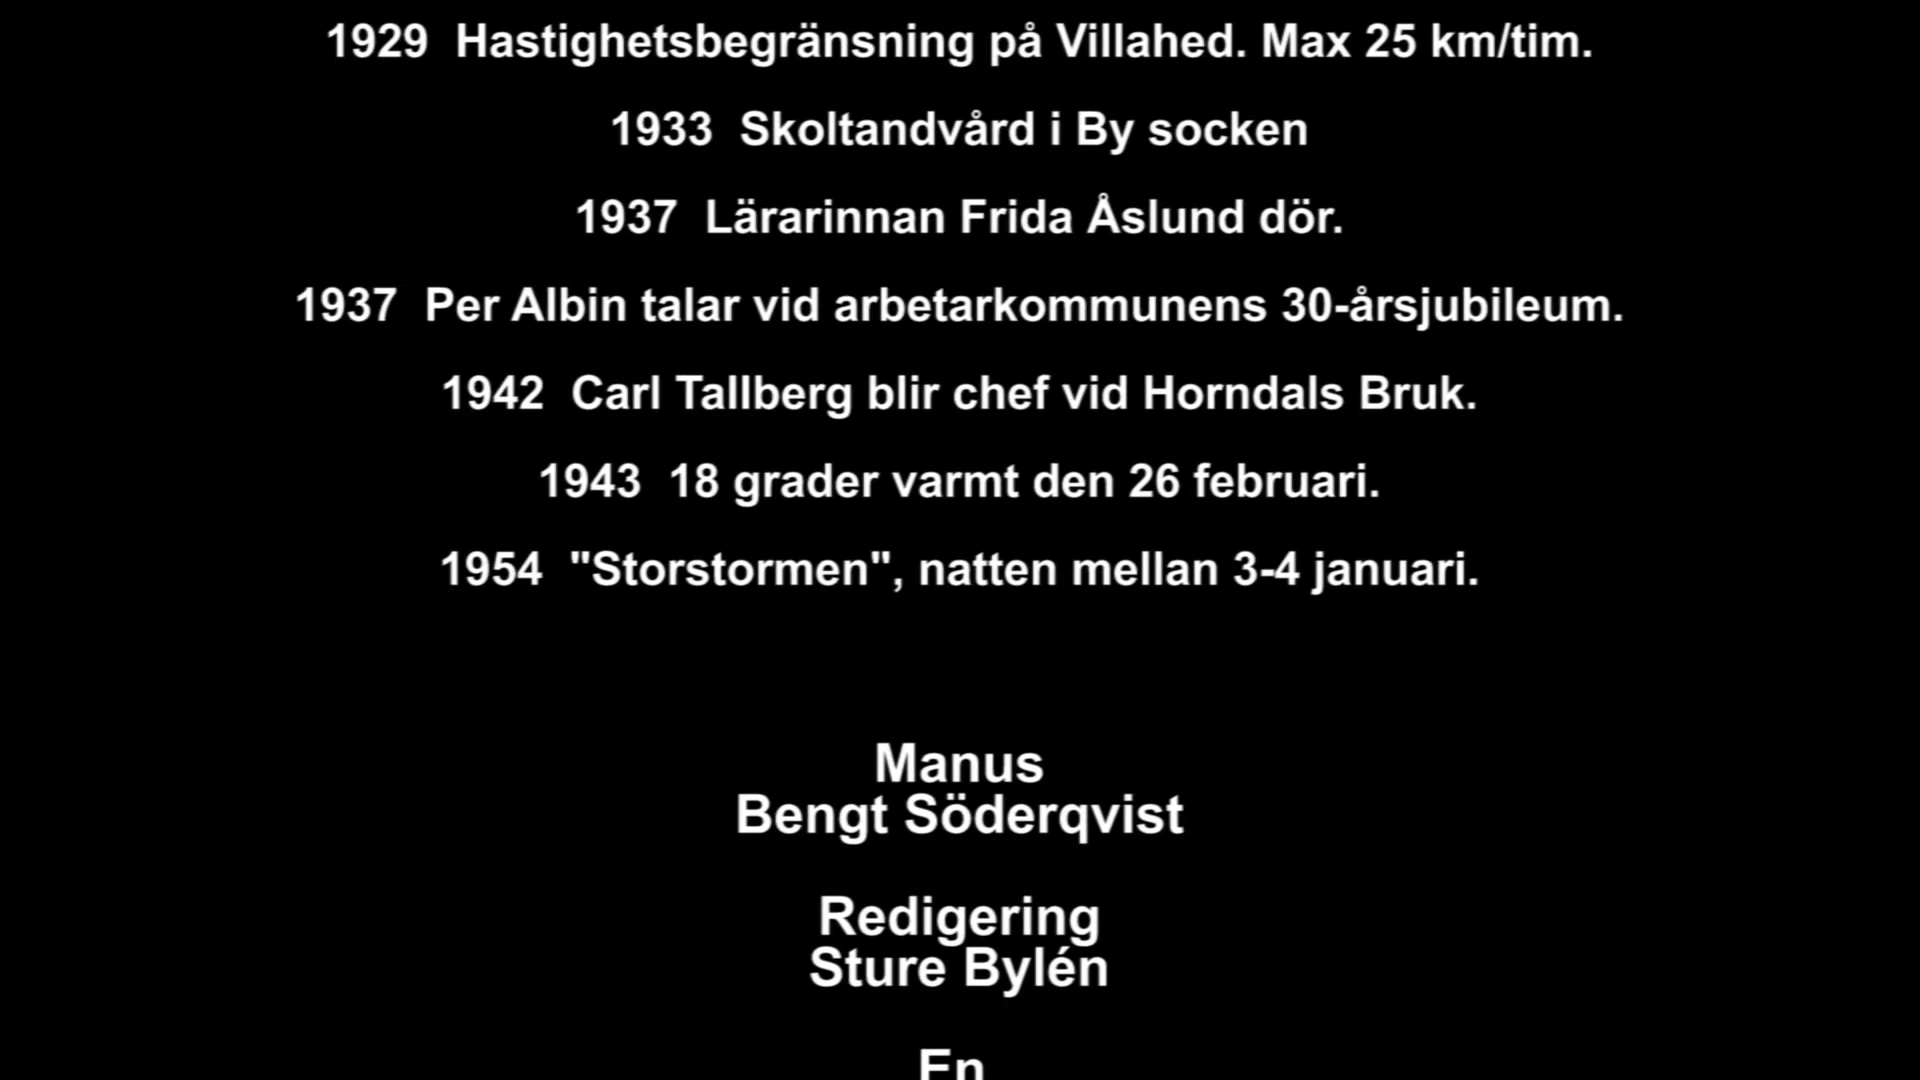 1929  Hastighetsbegränsning på Villahed. Max 25 km/tim.
1933  Skoltandvård i By socken
1937  Lärarinnan Frida Åslund dör.
1937  Per Albin talar vid arbetarkommunens 30-årsjubileum.
1942  Carl Tallberg blir chef vid Horndals Bruk.
1943  18 grader varmt den 26 februari.
1954  "Storstormen", natten mellan 3-4 januari.
Manus
Bengt Söderqvist
Redigering
Sture Bylén
En